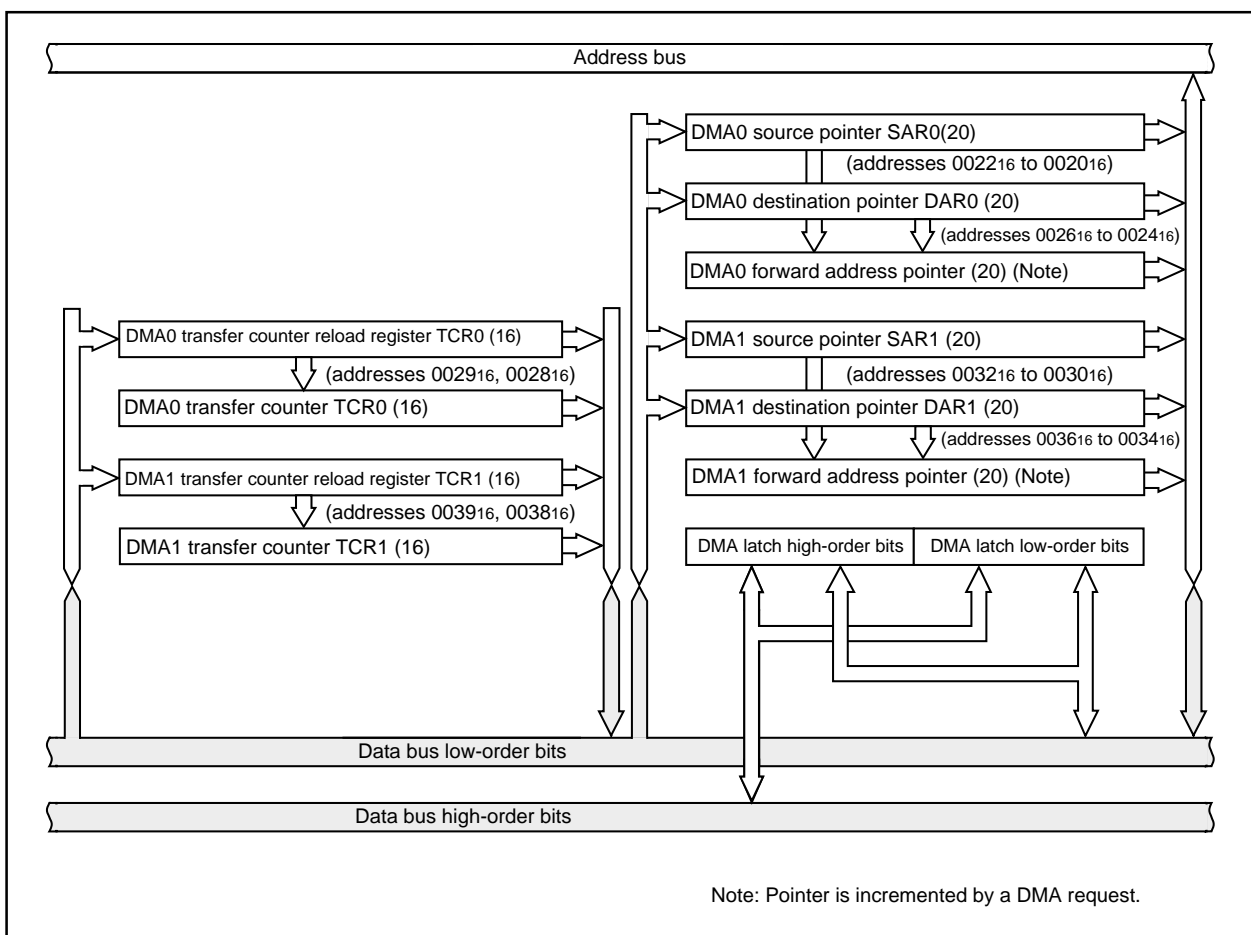 Address bus
DMA0 source pointer SAR0(20)
(addresses 002216 to 002016)
DMA0 destination pointer DAR0 (20)
(addresses 002616 to 002416)
DMA0 forward address pointer (20) (Note)
DMA0 transfer counter reload register TCR0 (16)
(addresses 002916, 002816)
DMA0 transfer counter TCR0 (16)
DMA1 transfer counter reload register TCR1 (16)
(addresses 003916, 003816)
DMA1 transfer counter TCR1 (16)
DMA1 source pointer SAR1 (20)
(addresses 003216 to 003016)
DMA1 destination pointer DAR1 (20)
(addresses 003616 to 003416)
DMA1 forward address pointer (20) (Note)
DMA latch high-order bits
DMA latch low-order bits
Data bus low-order bits
Data bus high-order bits
Note: Pointer is incremented by a DMA request.